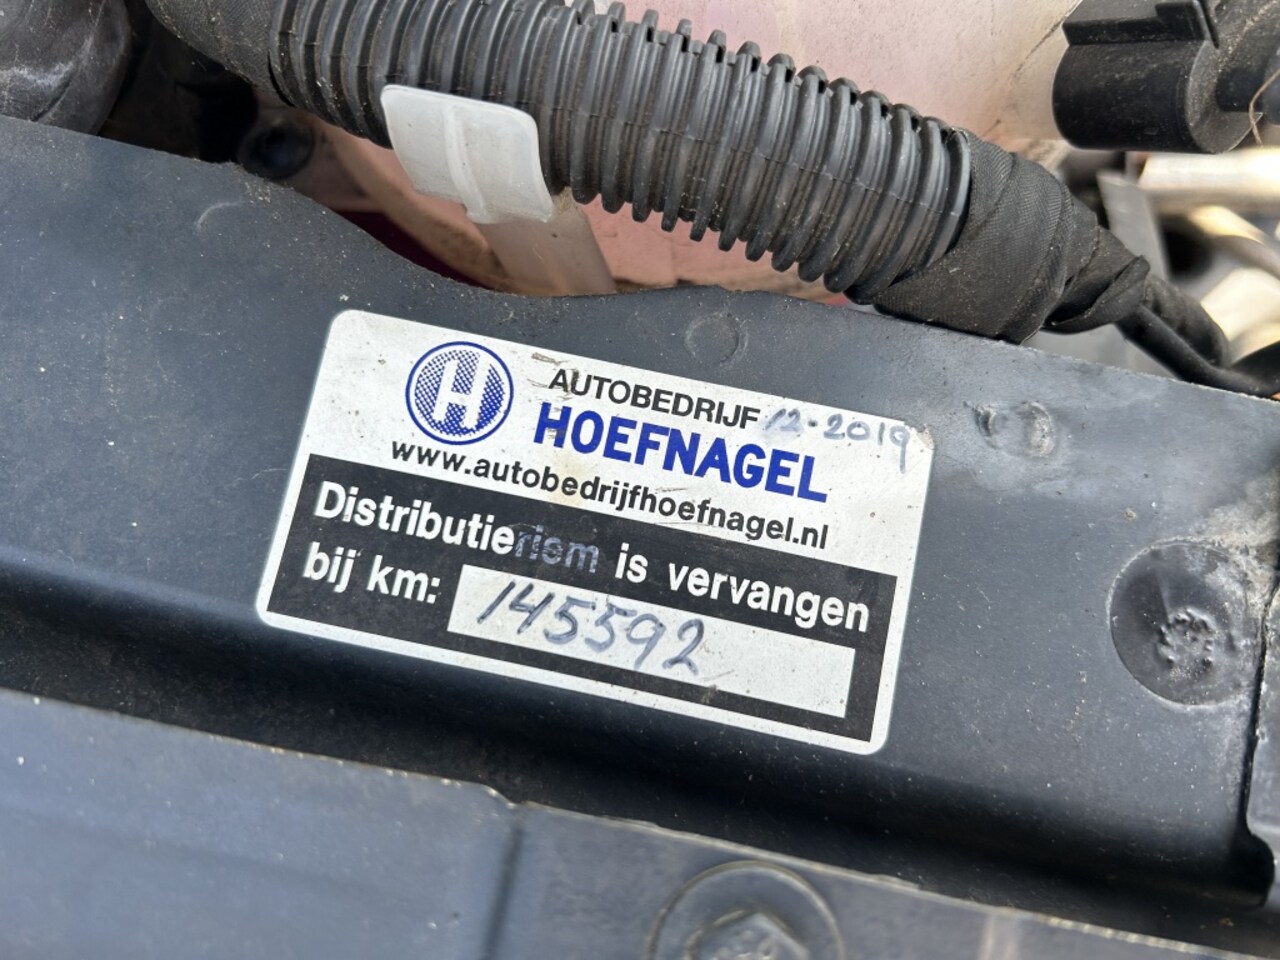 H
AUTOBEDRIJF 12-2019
HOEFNAGEL
www.autobedrijfhoefnagel.nl
Distributieriem is vervangen
bij km: 145592